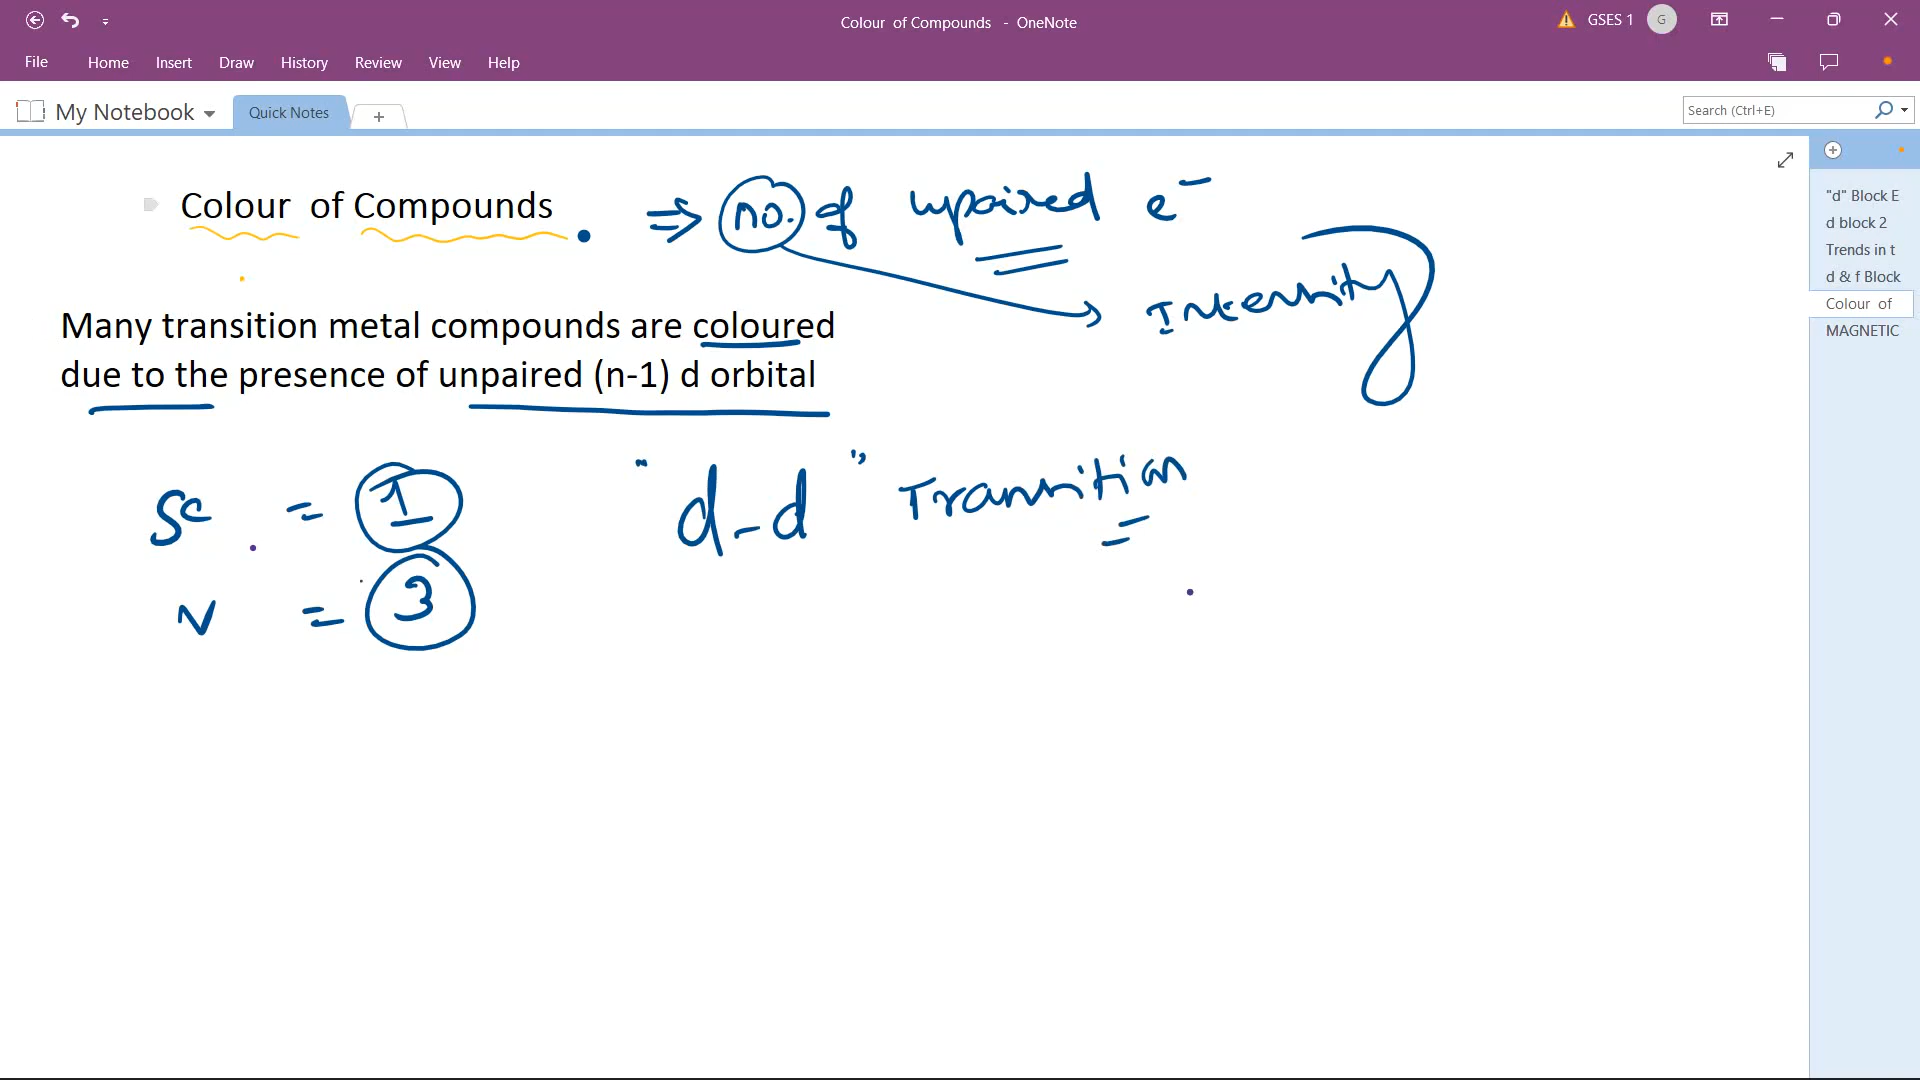 Colour of Compounds - OneNote
GSES 1
G
File Home Insert Draw History Review View Help
My Notebook
Quick Notes
+
Search (Ctrl+E)
Colour of Compounds ⇒ no. of upaired e⁻
Intensity
Many transition metal compounds are coloured
due to the presence of unpaired (n-1) d orbital
Sc = 1
"d-d" Transition
V = 3
"d" Block E
d block 2
Trends in t
d & f Block
Colour of
MAGNETIC